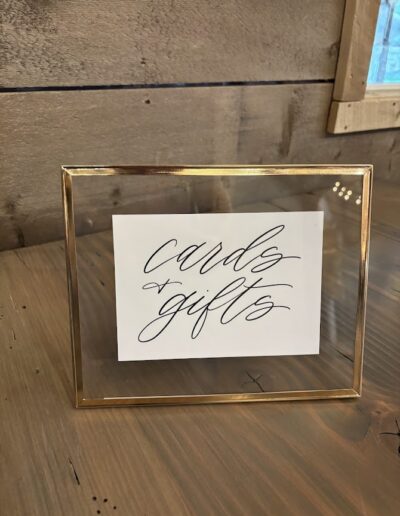 cards
+ gifts